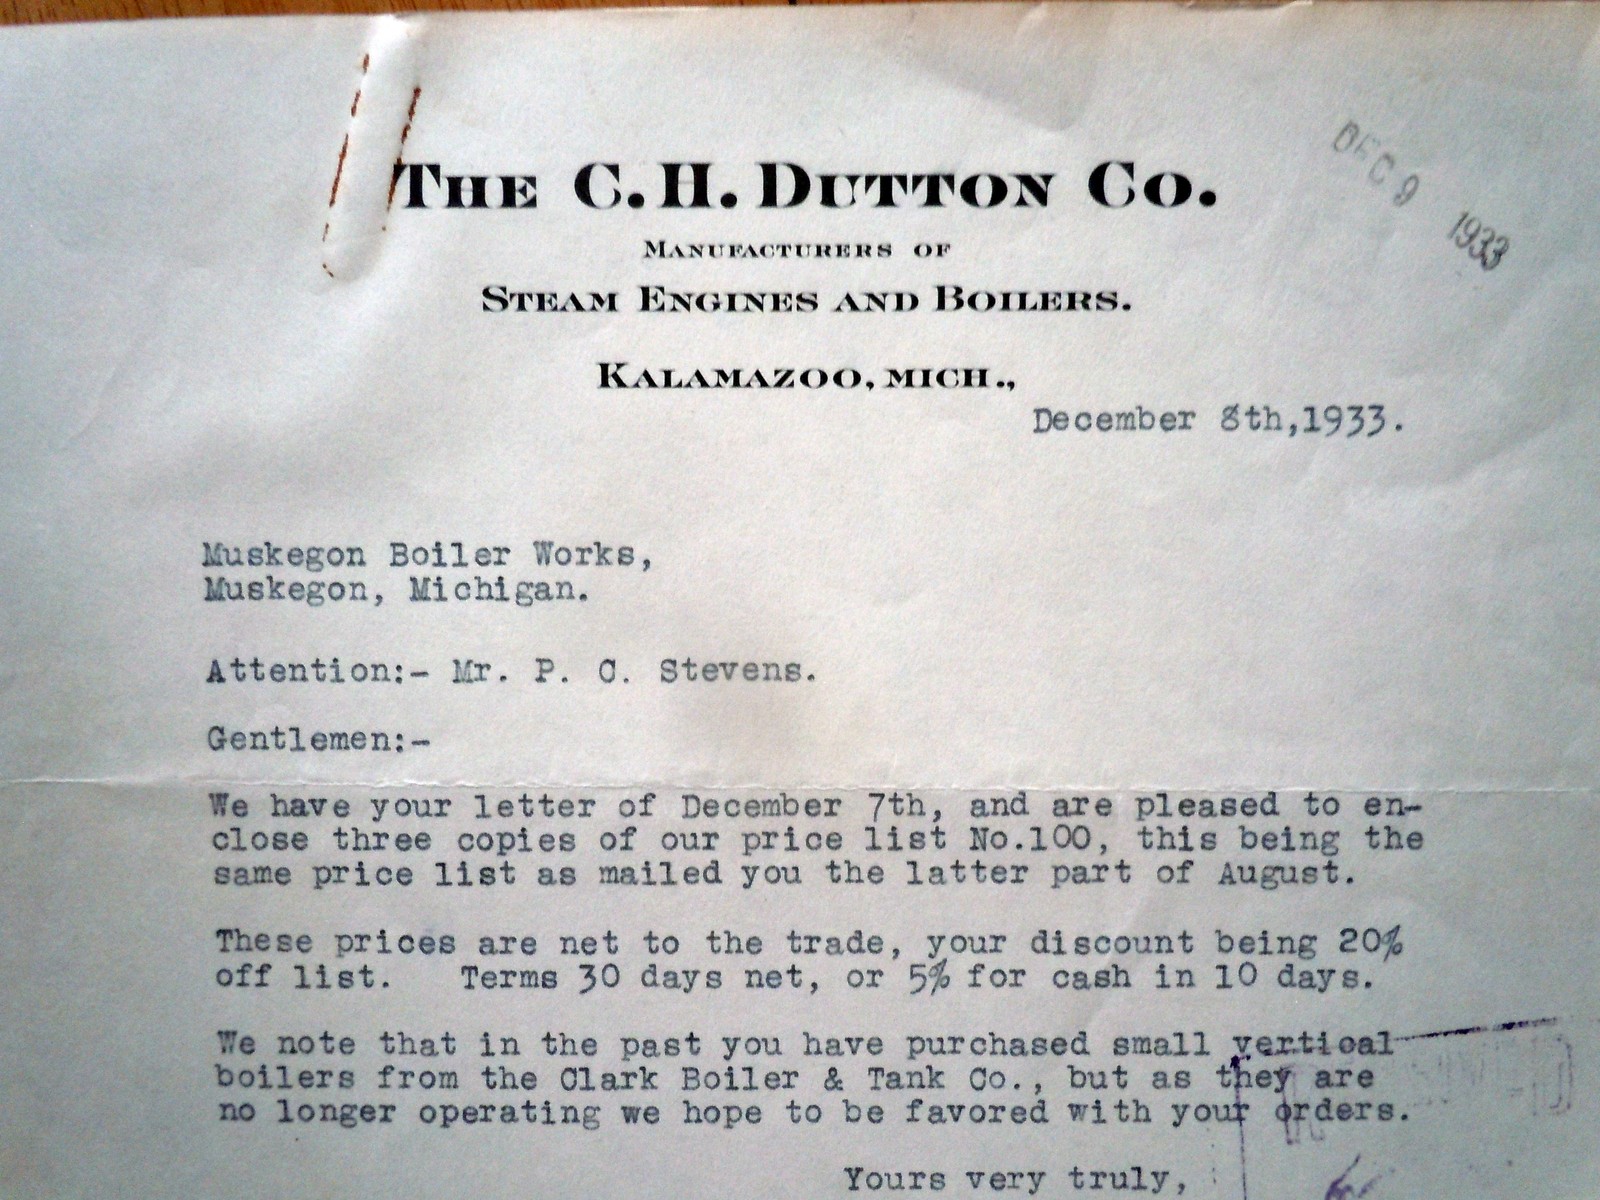 THE C. H. DUTTON CO.
MANUFACTURERS OF
STEAM ENGINES AND BOILERS.
KALAMAZOO, MICH.,
DEC 9 1933
December 8th,1933.
Muskegon Boiler Works,
Muskegon, Michigan.
Attention:- Mr. P. C. Stevens.
Gentlemen:-
We have your letter of December 7th, and are pleased to en-
close three copies of our price list No.100, this being the
same price list as mailed you the latter part of August.
These prices are net to the trade, your discount being 20%
off list. Terms 30 days net, or 5% for cash in 10 days.
We note that in the past you have purchased small vertical
boilers from the Clark Boiler & Tank Co., but as they are
no longer operating we hope to be favored with your orders.
Yours very truly,